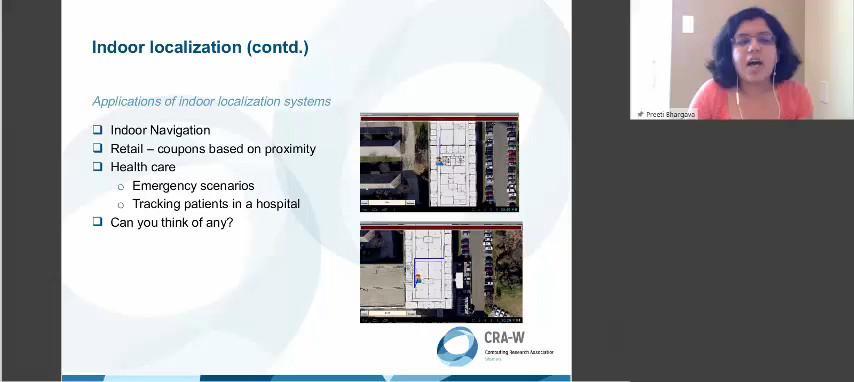 Indoor localization (contd.)
Applications of indoor localization systems
❑ Indoor Navigation
❑ Retail – coupons based on proximity
❑ Health care
o Emergency scenarios
o Tracking patients in a hospital
❑ Can you think of any?
CRA-W
Computing Research Association
Women
Preeti Bhargava